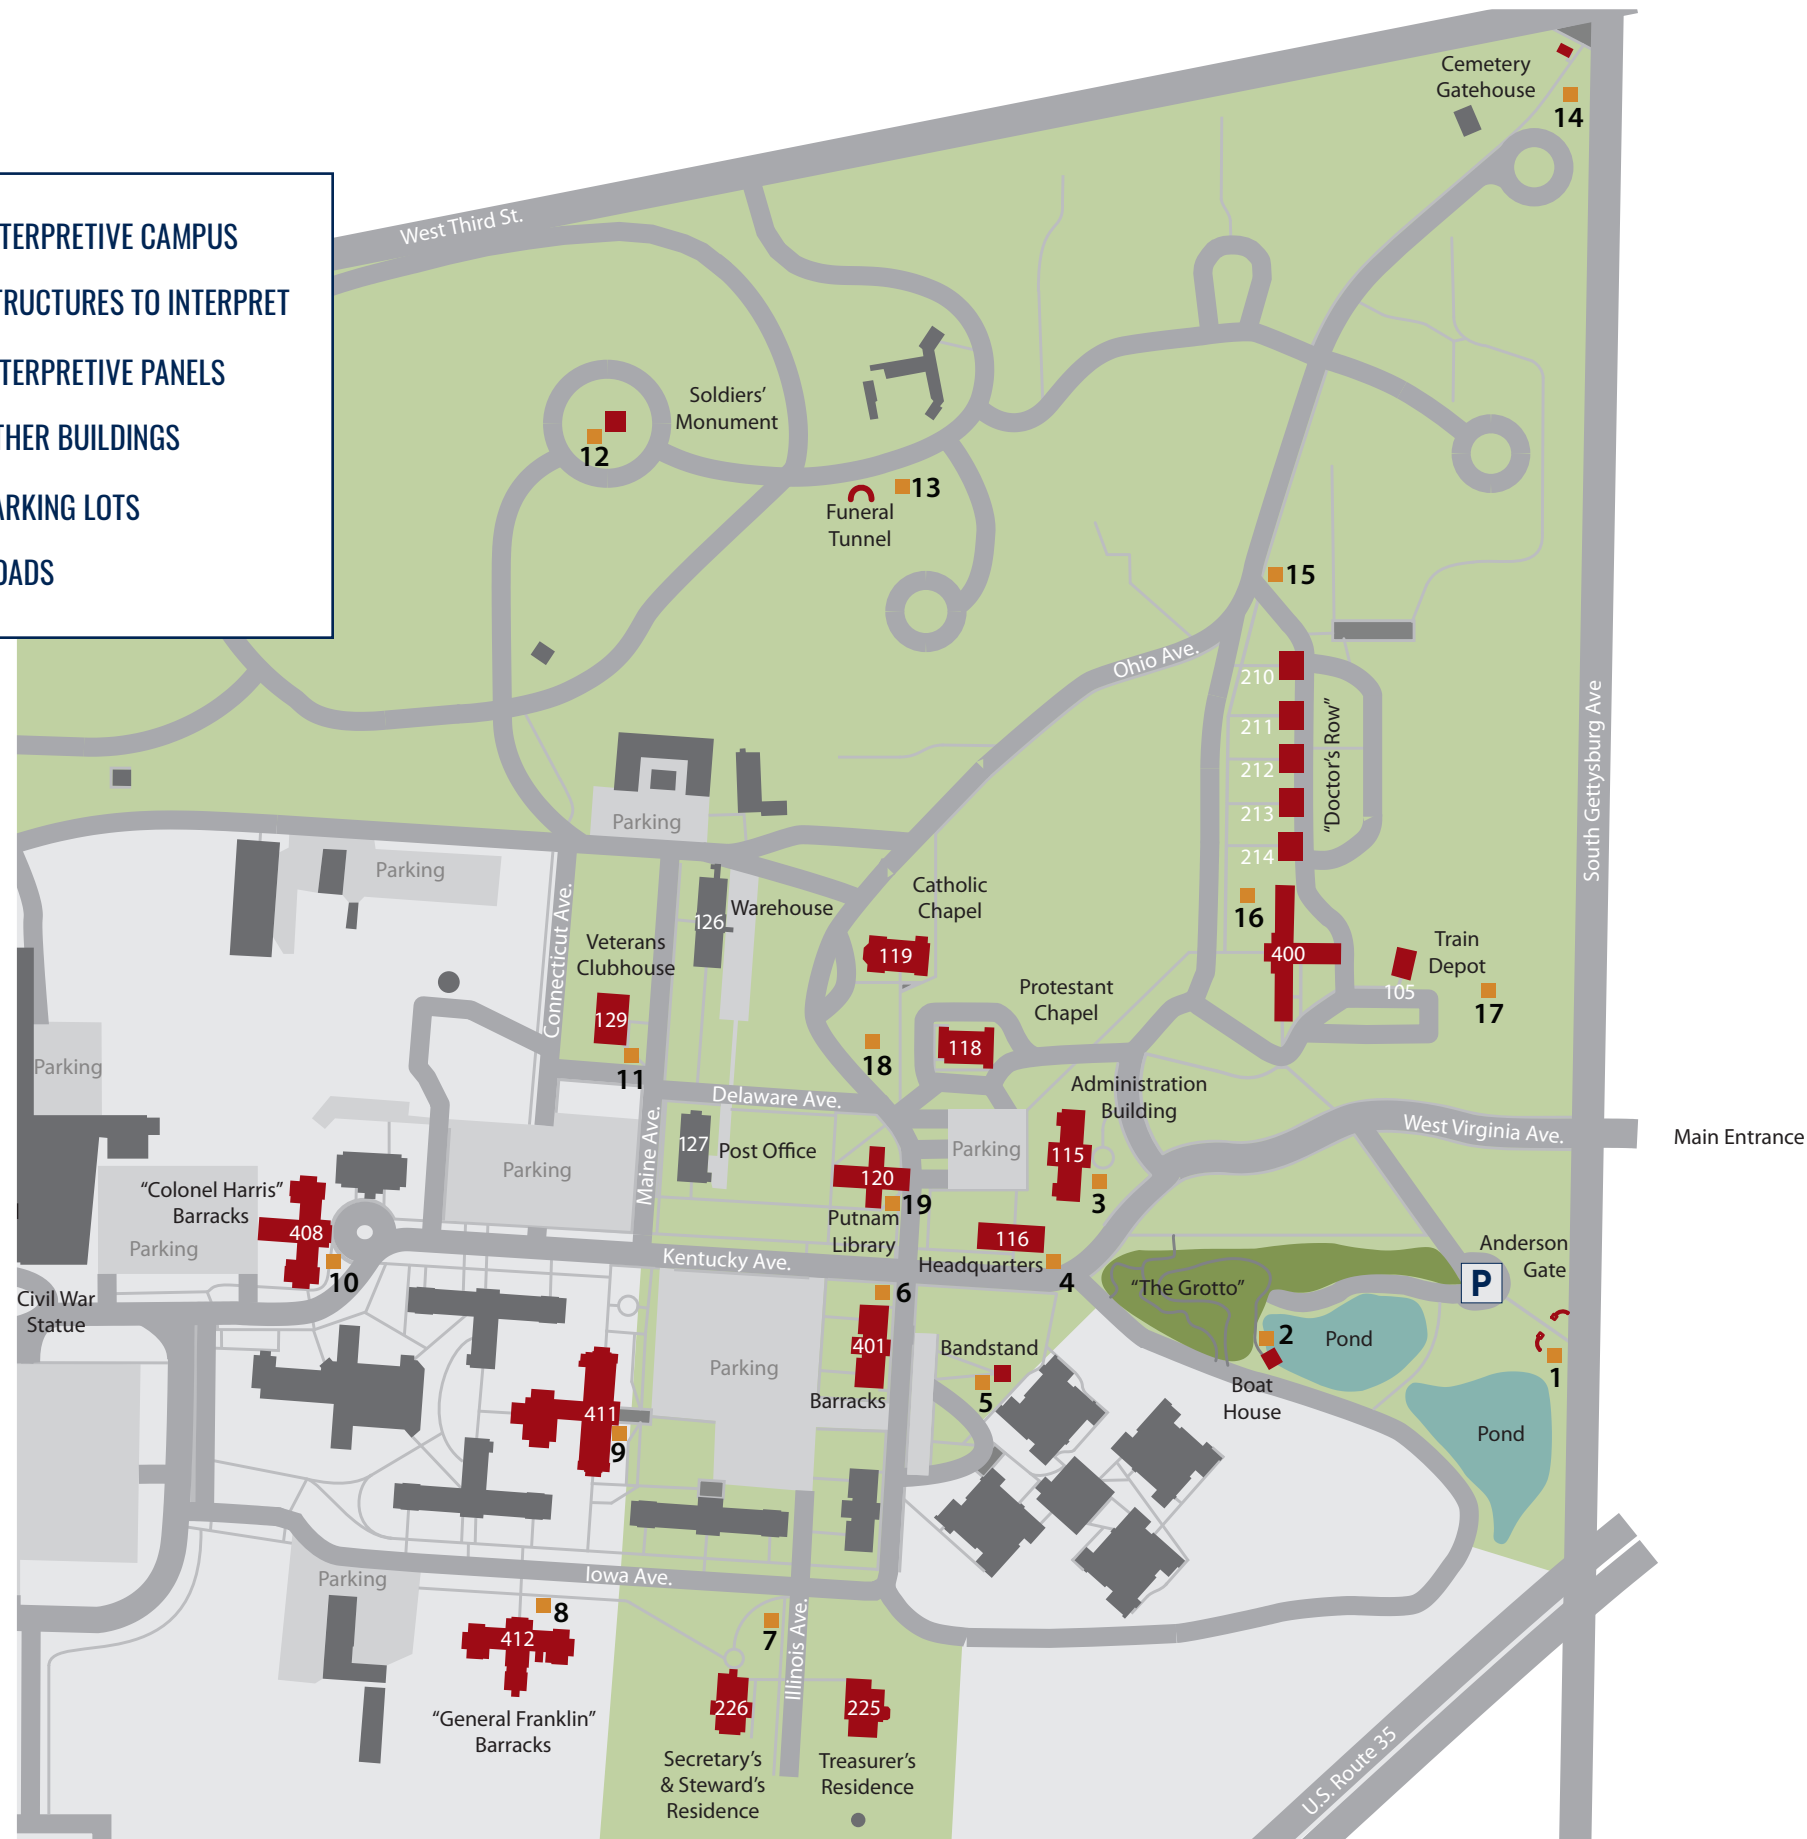 Cemetery
Gatehouse
14
West Third St.
TERPRETIVE CAMPUS
TRUCTURES TO INTERPRET
TERPRETIVE PANELS
THER BUILDINGS
ARKING LOTS
OADS
Soldiers'
Monument
12
13
Funeral
Tunnel
15
Ohio Ave.
210
211
212
213
214
“Doctor's Row”
South Gettysburg Ave
Parking
Parking
Connecticut Ave.
126
Warehouse
Catholic
Chapel
119
16
400
Train
Depot
105
17
Veterans
Clubhouse
129
11
Protestant
Chapel
118
18
Parking
Delaware Ave.
Maine Ave.
Administration
Building
115
3
West Virginia Ave.
Main Entrance
127
Post Office
Parking
Parking
120
19
Putnam
Library
“Colonel Harris”
Barracks
408
10
Parking
Kentucky Ave.
116
Headquarters
4
Anderson
Gate
P
“The Grotto”
2
Pond
1
Civil War
Statue
6
401
Barracks
Bandstand
5
Boat
House
Pond
Parking
411
9
Parking
Iowa Ave.
8
412
“General Franklin”
Barracks
7
Illinois Ave.
226
Secretary's
& Steward's
Residence
225
Treasurer's
Residence
U.S. Route 35